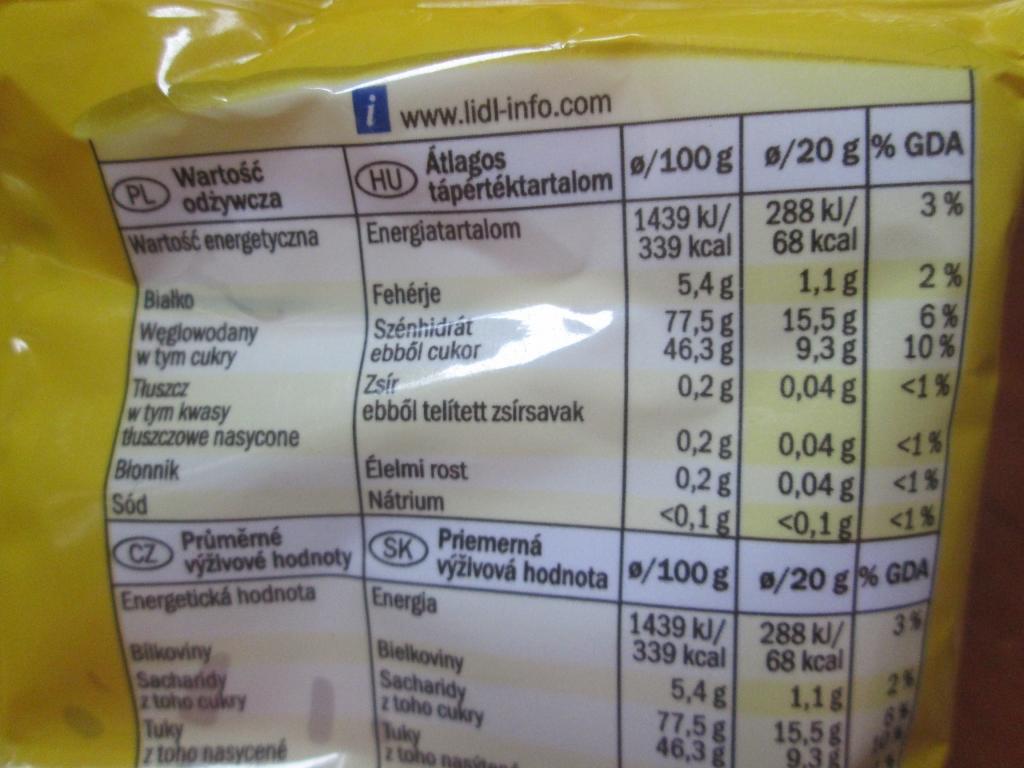 i www.lidl-info.com
PL Wartość odżywcza HU Átlagos tápértéktartalom ø/100 g ø/20 g % GDA
Wartość energetyczna Energiatartalom 1439 kJ/ 339 kcal 288 kJ/ 68 kcal 3 %
Białko Fehérje 5,4 g 1,1 g 2 %
Węglowodany Szénhidrát 77,5 g 15,5 g 6 %
w tym cukry ebből cukor 46,3 g 9,3 g 10 %
Tłuszcz Zsír 0,2 g 0,04 g <1 %
w tym kwasy tłuszczowe nasycone ebből telített zsírsavak 0,2 g 0,04 g <1 %
Błonnik Élelmi rost 0,2 g 0,04 g <1 %
Sód Nátrium <0,1 g <0,1 g <1 %
CZ Průměrné výživové hodnoty SK Priemerná výživová hodnota ø/100 g ø/20 g % GDA
Energetická hodnota Energia 1439 kJ/ 339 kcal 288 kJ/ 68 kcal 3 %
Bílkoviny Bielkoviny 5,4 g 1,1 g 2 %
Sacharidy Sacharidy 77,5 g 15,5 g
z toho cukry z toho cukry 46,3 g 9,3 g
Tuky Tuky
z toho nasycené z toho